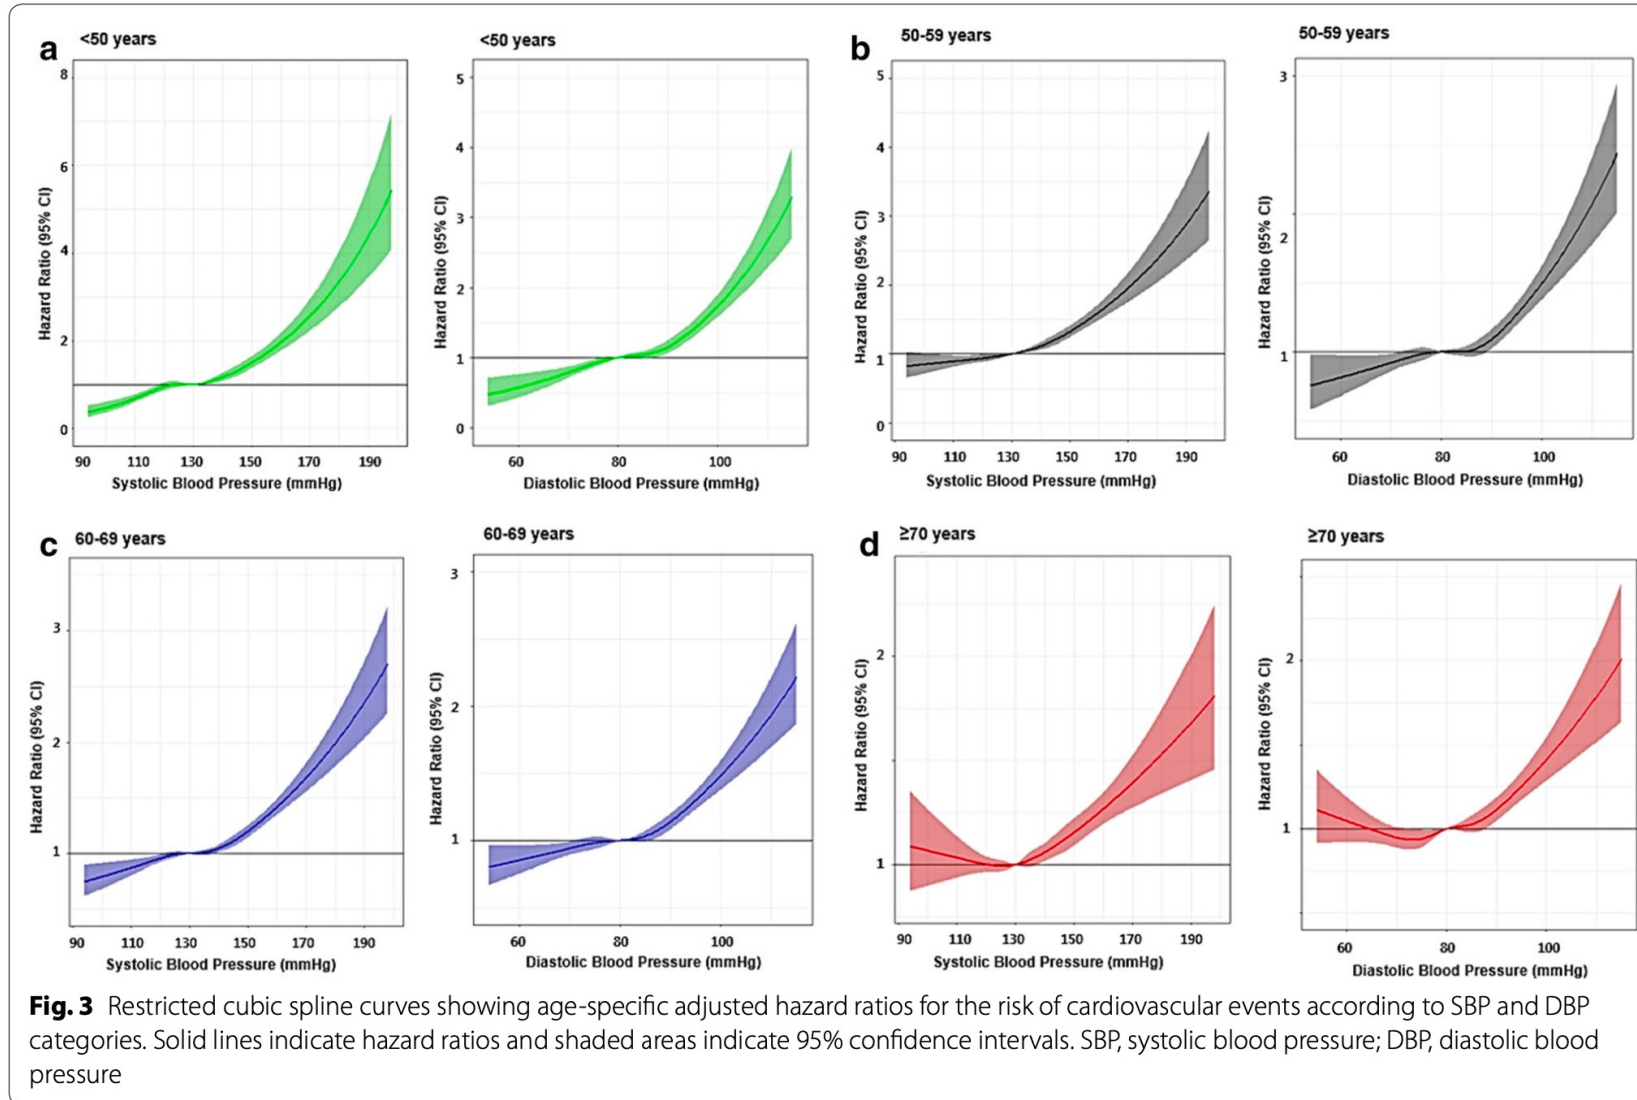 a
<50 years
8
6
4
2
0
Hazard Ratio (95% CI)
90 110 130 150 170 190
Systolic Blood Pressure (mmHg)
<50 years
5
4
3
2
1
0
Hazard Ratio (95% CI)
60 80 100
Diastolic Blood Pressure (mmHg)
b
50-59 years
5
4
3
2
1
0
Hazard Ratio (95% CI)
90 110 130 150 170 190
Systolic Blood Pressure (mmHg)
50-59 years
3
2
1
Hazard Ratio (95% CI)
60 80 100
Diastolic Blood Pressure (mmHg)
c
60-69 years
3
2
1
Hazard Ratio (95% CI)
90 110 130 150 170 190
Systolic Blood Pressure (mmHg)
60-69 years
3
2
1
Hazard Ratio (95% CI)
60 80 100
Diastolic Blood Pressure (mmHg)
d
≥70 years
2
1
Hazard Ratio (95% CI)
90 110 130 150 170 190
Systolic Blood Pressure (mmHg)
≥70 years
2
1
Hazard Ratio (95% CI)
60 80 100
Diastolic Blood Pressure (mmHg)
Fig. 3 Restricted cubic spline curves showing age-specific adjusted hazard ratios for the risk of cardiovascular events according to SBP and DBP
categories. Solid lines indicate hazard ratios and shaded areas indicate 95% confidence intervals. SBP, systolic blood pressure; DBP, diastolic blood
pressure